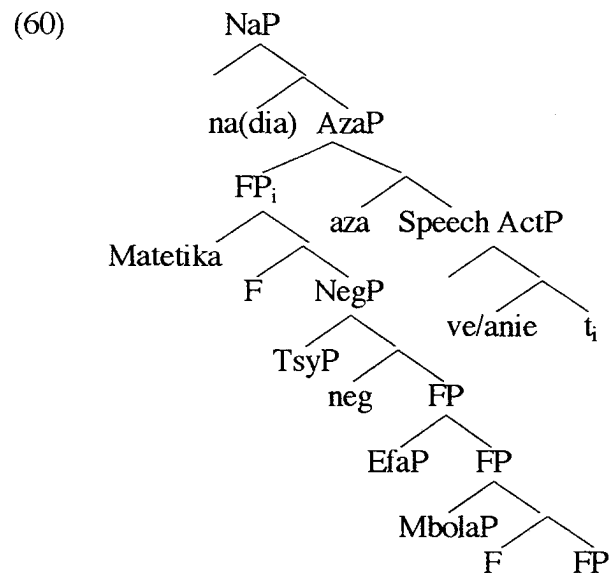 (60) NaP
na(dia) AzaP
FPi aza Speech ActP
Matetika F NegP ve/anie ti
TsyP neg FP
EfaP FP
MbolaP F FP